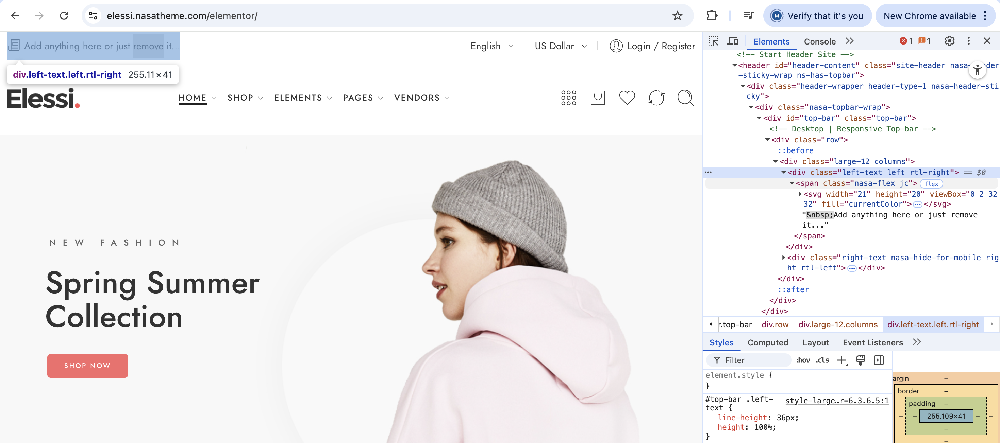 elessi.nasatheme.com/elementor/
M Verify that it's you
New Chrome available
Add anything here or just remove it...
English
US Dollar
Login / Register
div.left-text.left.rtl-right 255.11 × 41
Elessi.
HOME
SHOP
ELEMENTS
PAGES
VENDORS
NEW FASHION
Spring Summer
Collection
SHOP NOW
Elements
Console
1
1
<!-- Start Header Site -->
<header id="header-content" class="site-header nasa-
-sticky-wrap ns-has-topbar">
<div class="header-wrapper header-type-1 nasa-header-sti
cky">
<div class="nasa-topbar-wrap">
<div id="top-bar" class="top-bar">
<!-- Desktop | Responsive Top-bar -->
<div class="row">
::before
<div class="large-12 columns">
<div class="left-text left rtl-right"> == $0
<span class="nasa-flex jc"> flex
<svg width="21" height="20" viewBox="0 2 32
32" fill="currentColor"> … </svg>
"&nbsp;Add anything here or just remove
it..."
</span>
</div>
<div class="right-text nasa-hide-for-mobile rig
ht rtl-left"> … </div>
</div>
::after
</div>
</div>
r.top-bar
div.row
div.large-12.columns
div.left-text.left.rtl-right
Styles
Computed
Layout
Event Listeners
Filter
:hov
.cls
element.style {
}
#top-bar .left-
text {
style-large…r=6.3.6.5:1
line-height: 36px;
height: 100%;
}
argin –
border –
padding –
– – 255.109×41 – –
–
–